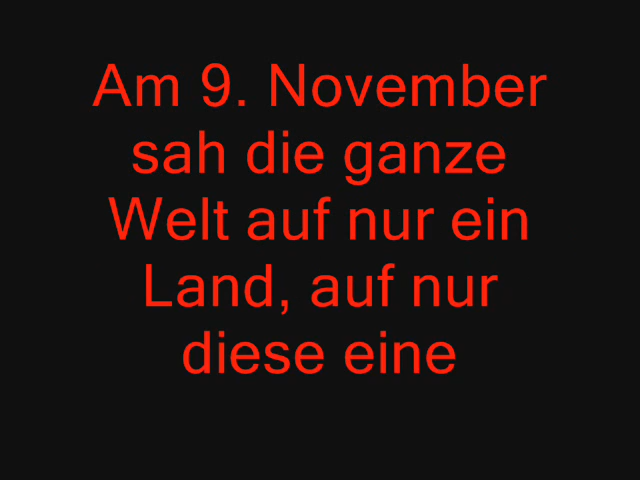 Am 9. November
sah die ganze
Welt auf nur ein
Land, auf nur
diese eine